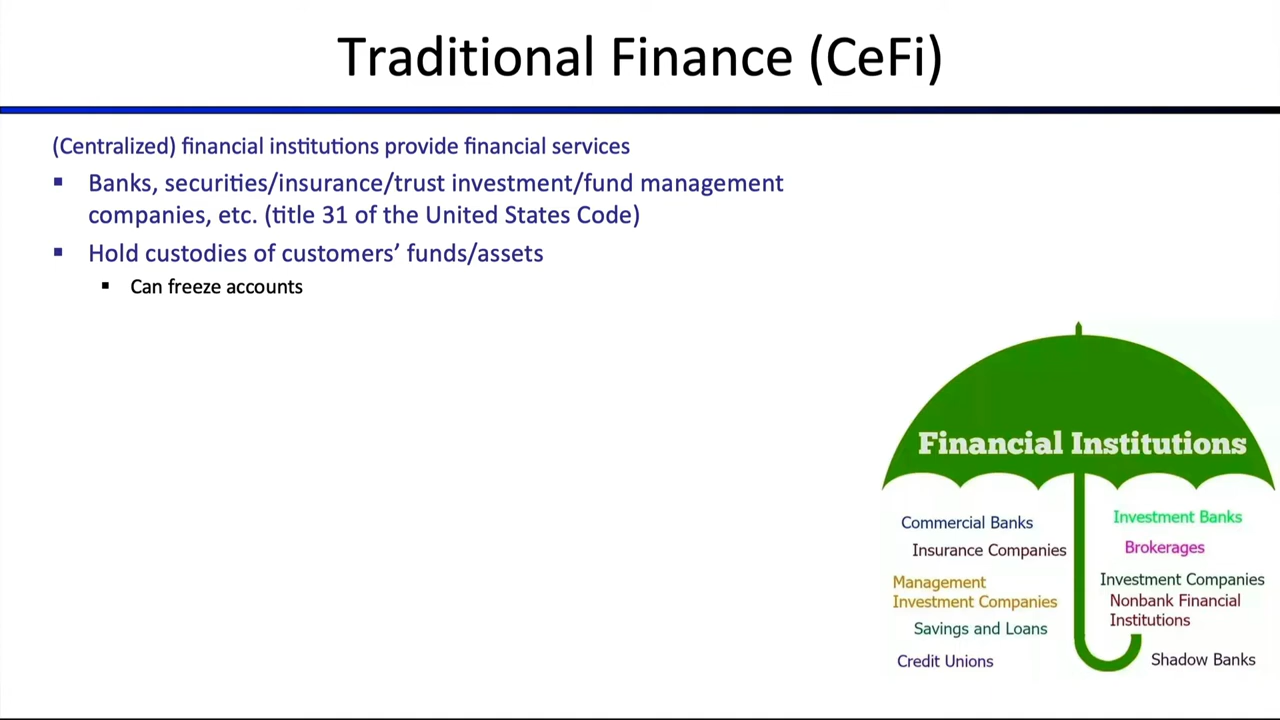 Traditional Finance (CeFi)
(Centralized) financial institutions provide financial services
▪ Banks, securities/insurance/trust investment/fund management
companies, etc. (title 31 of the United States Code)
▪ Hold custodies of customers’ funds/assets
▪ Can freeze accounts
Financial Institutions
Commercial Banks
Insurance Companies
Management
Investment Companies
Savings and Loans
Credit Unions
Investment Banks
Brokerages
Investment Companies
Nonbank Financial
Institutions
Shadow Banks